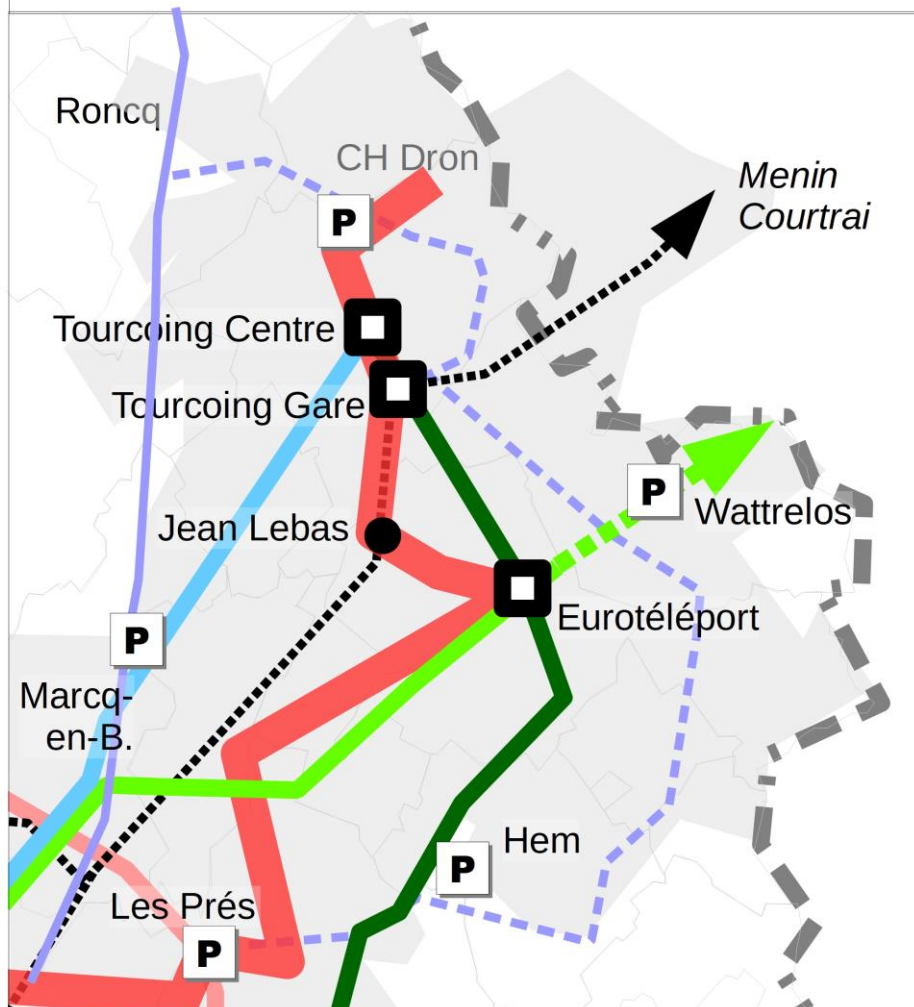 Roncq
CH Dron
P
Menin
Courtrai
Tourcoing Centre
Tourcoing Gare
P
Wattrelos
Jean Lebas
Eurotéléport
P
Marcq-
en-B.
Hem
P
Les Prés
P